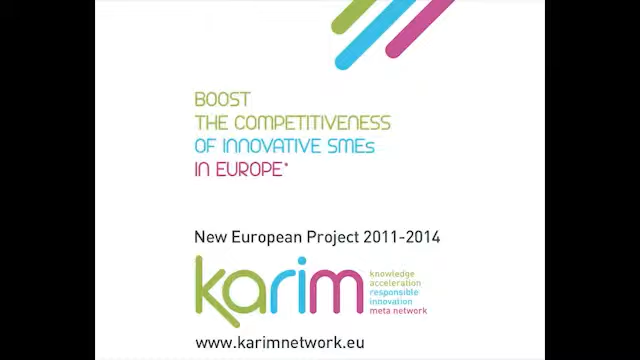 BOOST
THE COMPETITIVENESS
OF INNOVATIVE SMEs
IN EUROPE*
New European Project 2011-2014
karim
knowledge
acceleration
responsible
innovation
meta network
www.karimnetwork.eu